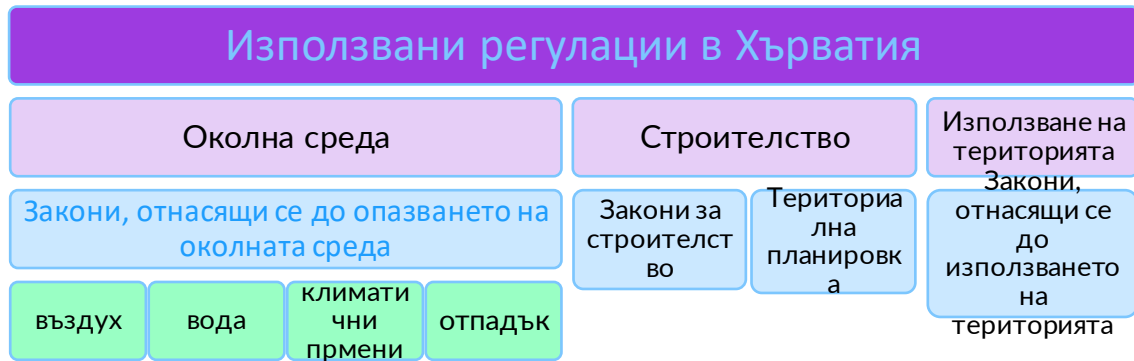 Използвани регулации в Хърватия
Околна среда
Строителство
Използване на
територията
Закони, отнасящи се до опазването на
околната среда
Закони за
строителст
во
Териториа
лна
планировк
а
Закони,
отнасящи се
до
използването
на
територията
въздух
вода
климати
чни
прмени
отпадък